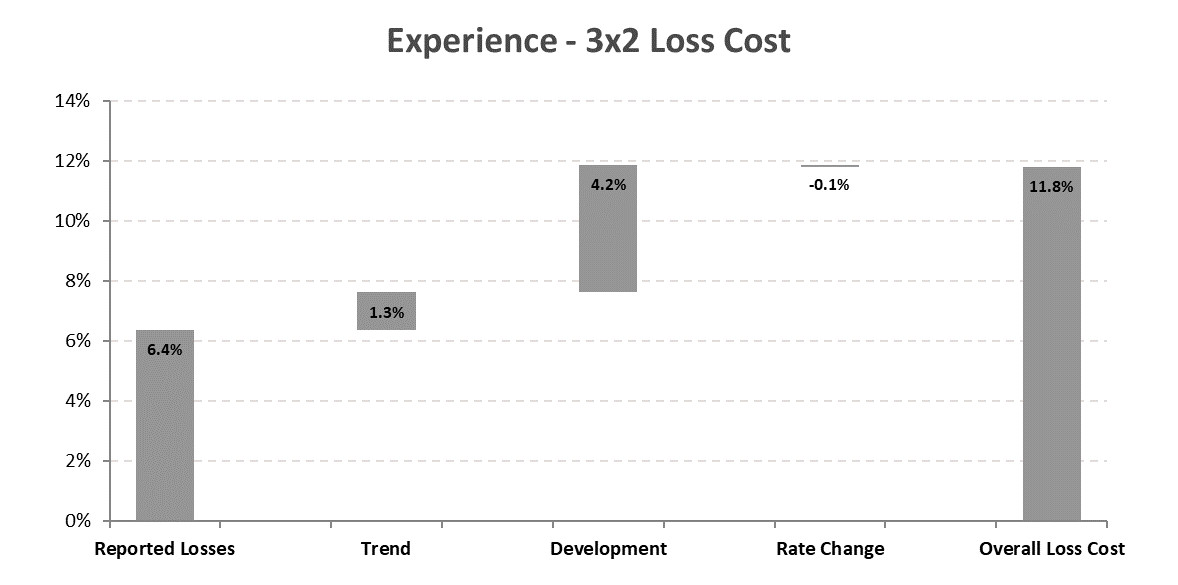 Experience - 3x2 Loss Cost
14%
12%
10%
8%
6%
4%
2%
0%
6.4%
1.3%
4.2%
-0.1%
11.8%
Reported Losses
Trend
Development
Rate Change
Overall Loss Cost